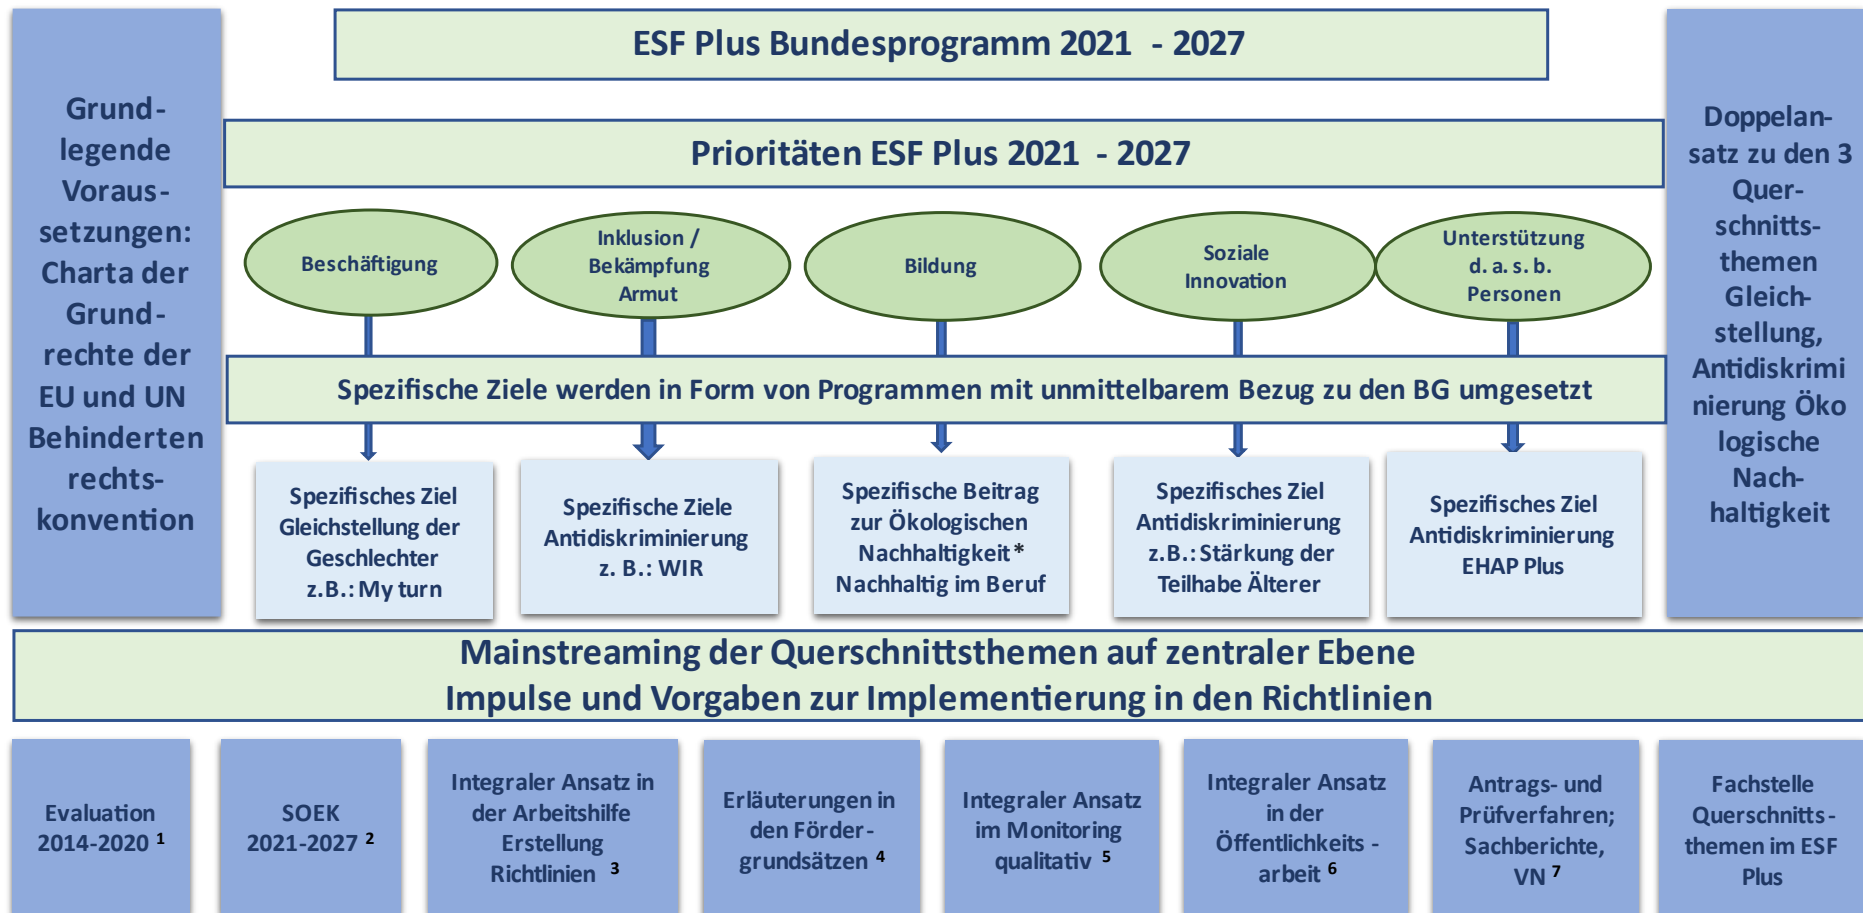 ESF Plus Bundesprogramm 2021 - 2027
Grund-
legende
Voraus-
setzungen:
Charta der
Grund-
rechte der
EU und UN
Behinderten
rechts-
konvention
Prioritäten ESF Plus 2021 - 2027
Beschäftigung
Inklusion /
Bekämpfung
Armut
Bildung
Soziale
Innovation
Unterstützung
d. a. s. b.
Personen
Spezifische Ziele werden in Form von Programmen mit unmittelbarem Bezug zu den BG umgesetzt
Spezifisches Ziel
Gleichstellung der
Geschlechter
z.B.: My turn
Spezifische Ziele
Antidiskriminierung
z. B.: WIR
Spezifische Beitrag
zur Ökologischen
Nachhaltigkeit *
Nachhaltig im Beruf
Spezifisches Ziel
Antidiskriminierung
z.B.: Stärkung der
Teilhabe Älterer
Spezifisches Ziel
Antidiskriminierung
EHAP Plus
Doppelan-
satz zu den 3
Quer-
schnitts-
themen
Gleich-
stellung,
Antidiskrimi
nierung Öko
logische
Nach-
haltigkeit
Mainstreaming der Querschnittsthemen auf zentraler Ebene
Impulse und Vorgaben zur Implementierung in den Richtlinien
Evaluation
2014-2020 1
SOEK
2021-2027 2
Integraler Ansatz in
der Arbeitshilfe
Erstellung
Richtlinien 3
Erläuterungen in
den Förder-
grundsätzen 4
Integraler Ansatz
im Monitoring
qualitativ 5
Integraler Ansatz
in der
Öffentlichkeits -
arbeit 6
Antrags- und
Prüfverfahren;
Sachberichte,
VN 7
Fachstelle
Querschnitts -
themen im ESF
Plus